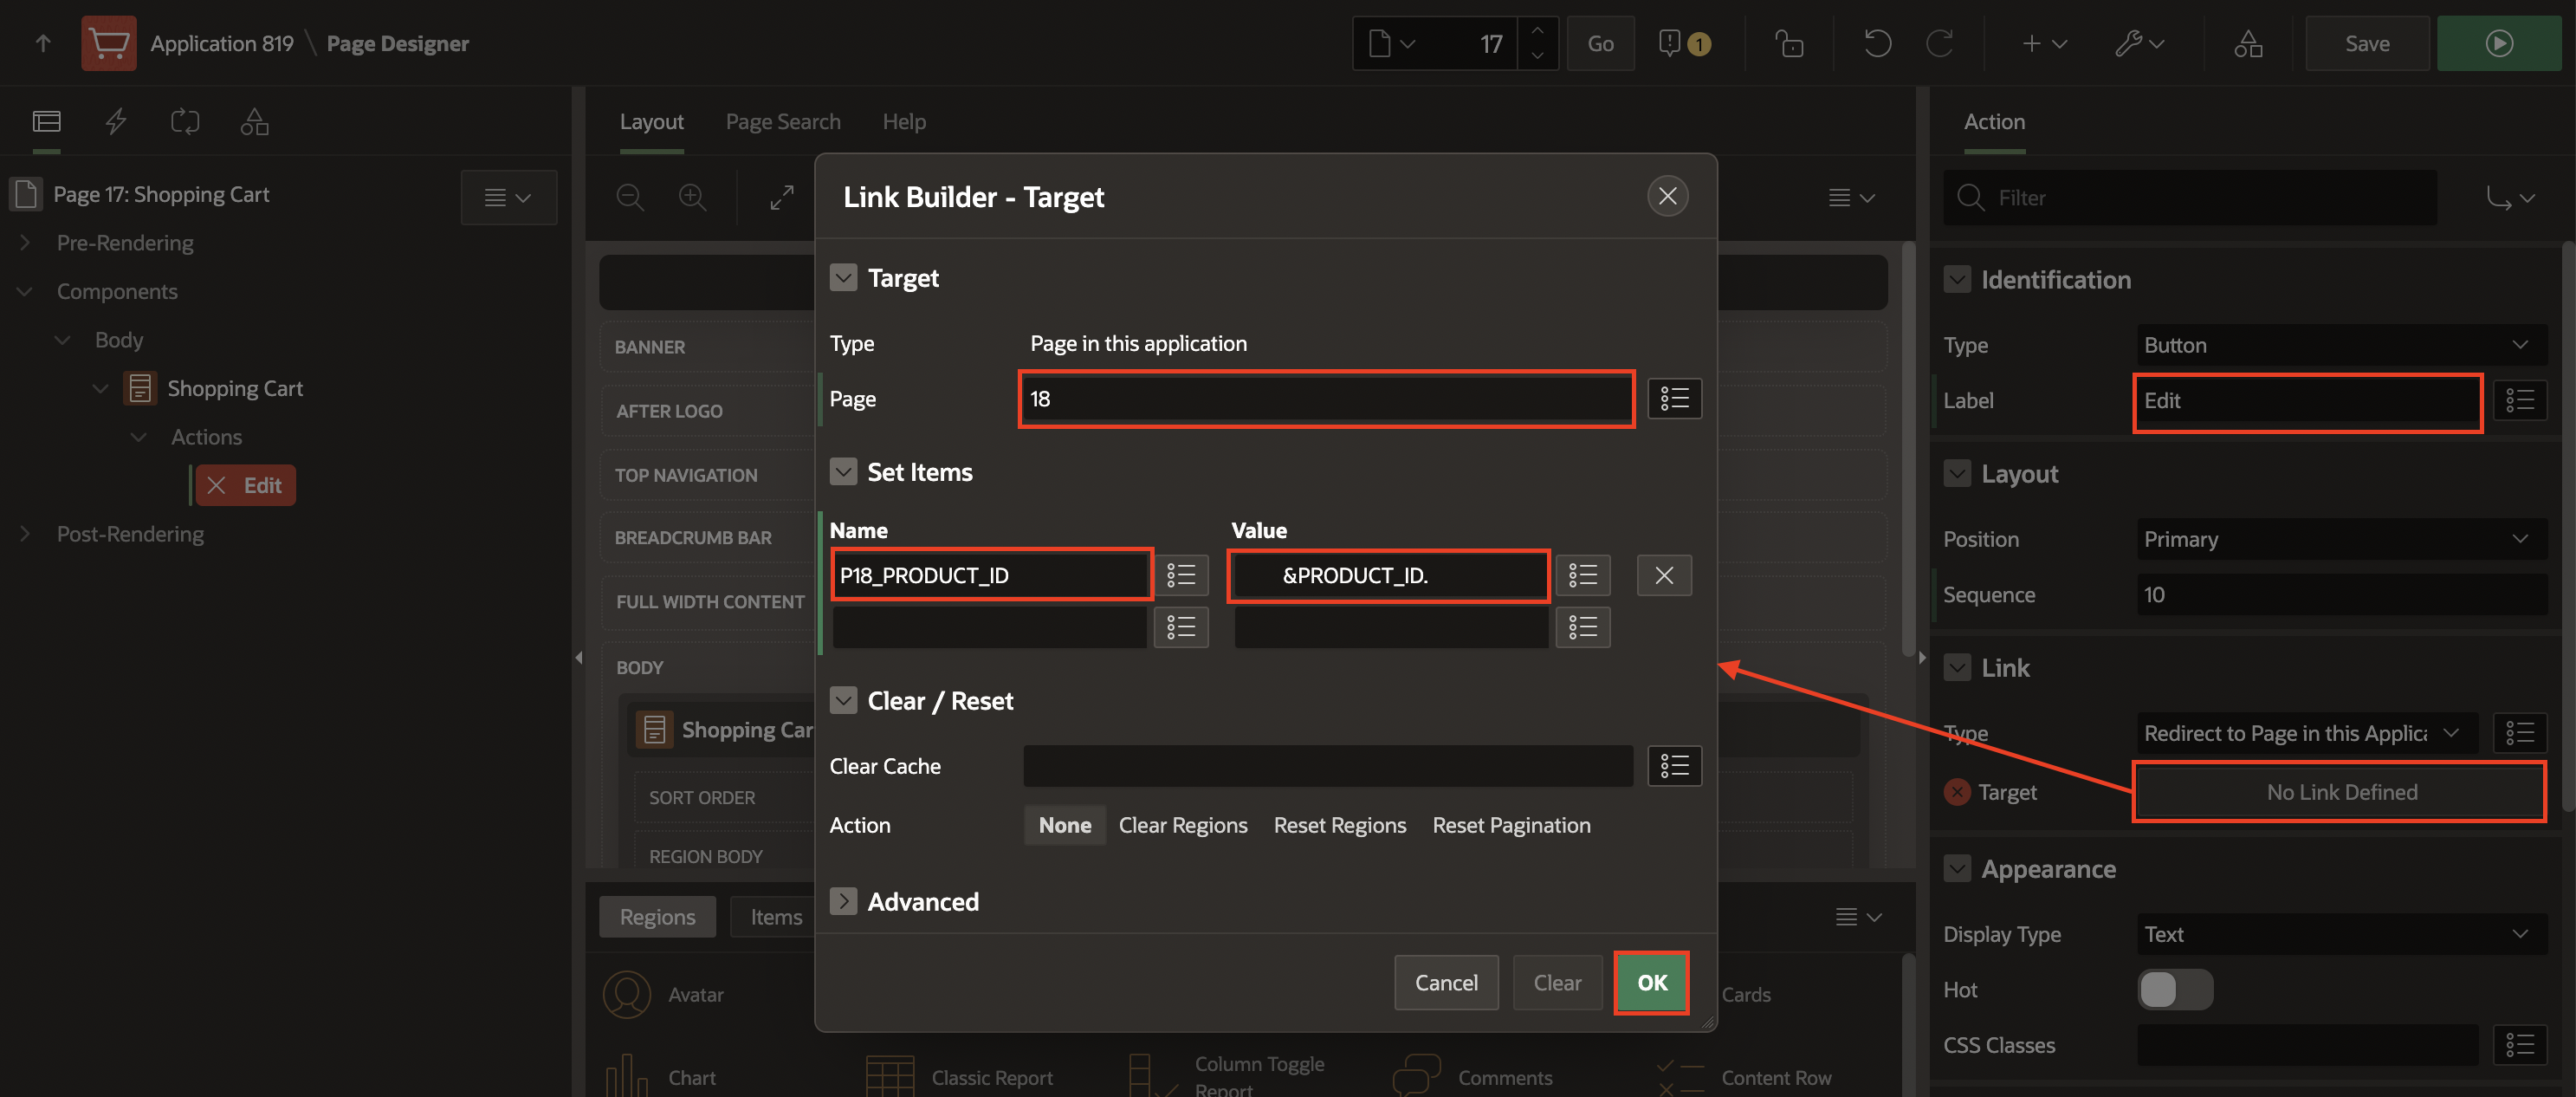 Application 819 \ Page Designer
17
Go
1
Save
Layout
Page Search
Help
Action
Page 17: Shopping Cart
Pre-Rendering
Components
Body
Shopping Cart
Actions
Edit
Post-Rendering
BANNER
AFTER LOGO
TOP NAVIGATION
BREADCRUMB BAR
FULL WIDTH CONTENT
BODY
Shopping Car
SORT ORDER
REGION BODY
Regions
Items
Avatar
Cards
Chart
Classic Report
Column Toggle
Report
Comments
Content Row
Link Builder - Target
Target
Type
Page in this application
Page
18
Set Items
Name
Value
P18_PRODUCT_ID
&PRODUCT_ID.
Clear / Reset
Clear Cache
Action
None
Clear Regions
Reset Regions
Reset Pagination
Advanced
Cancel
Clear
OK
Filter
Identification
Type
Button
Label
Edit
Layout
Position
Primary
Sequence
10
Link
Type
Redirect to Page in this Applica
Target
No Link Defined
Appearance
Display Type
Text
Hot
CSS Classes